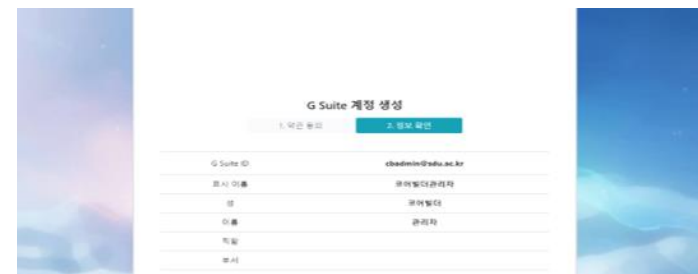 G Suite 계정 생성
1. 약관 동의 2. 정보 확인
G Suite ID cbadmin@sdu.ac.kr
표시 이름 코어빌더관리자
성 코어빌더
이름 관리자
직함
부서